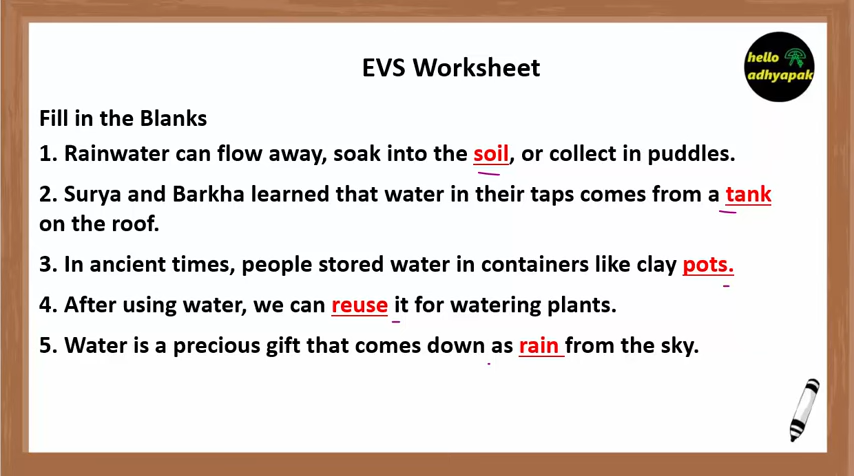 EVS Worksheet
hello
adhyapak
Fill in the Blanks
1. Rainwater can flow away, soak into the soil, or collect in puddles.
2. Surya and Barkha learned that water in their taps comes from a tank
on the roof.
3. In ancient times, people stored water in containers like clay pots.
4. After using water, we can reuse it for watering plants.
5. Water is a precious gift that comes down as rain from the sky.